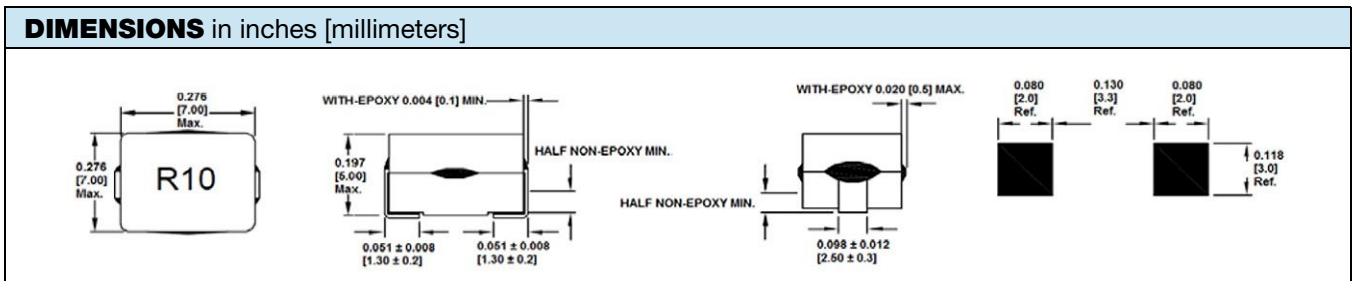 DIMENSIONS in inches [millimeters]
0.276
[7.00]
Max.
0.276
[7.00]
Max.
R10
WITH-EPOXY 0.004 [0.1] MIN.
0.197
[5.00]
Max.
HALF NON-EPOXY MIN.
0.051 ± 0.008
[1.30 ± 0.2]
0.051 ± 0.008
[1.30 ± 0.2]
WITH-EPOXY 0.020 [0.5] MAX.
HALF NON-EPOXY MIN.
0.098 ± 0.012
[2.50 ± 0.3]
0.080
[2.0]
Ref.
0.130
[3.3]
Ref.
0.080
[2.0]
Ref.
0.118
[3.0]
Ref.